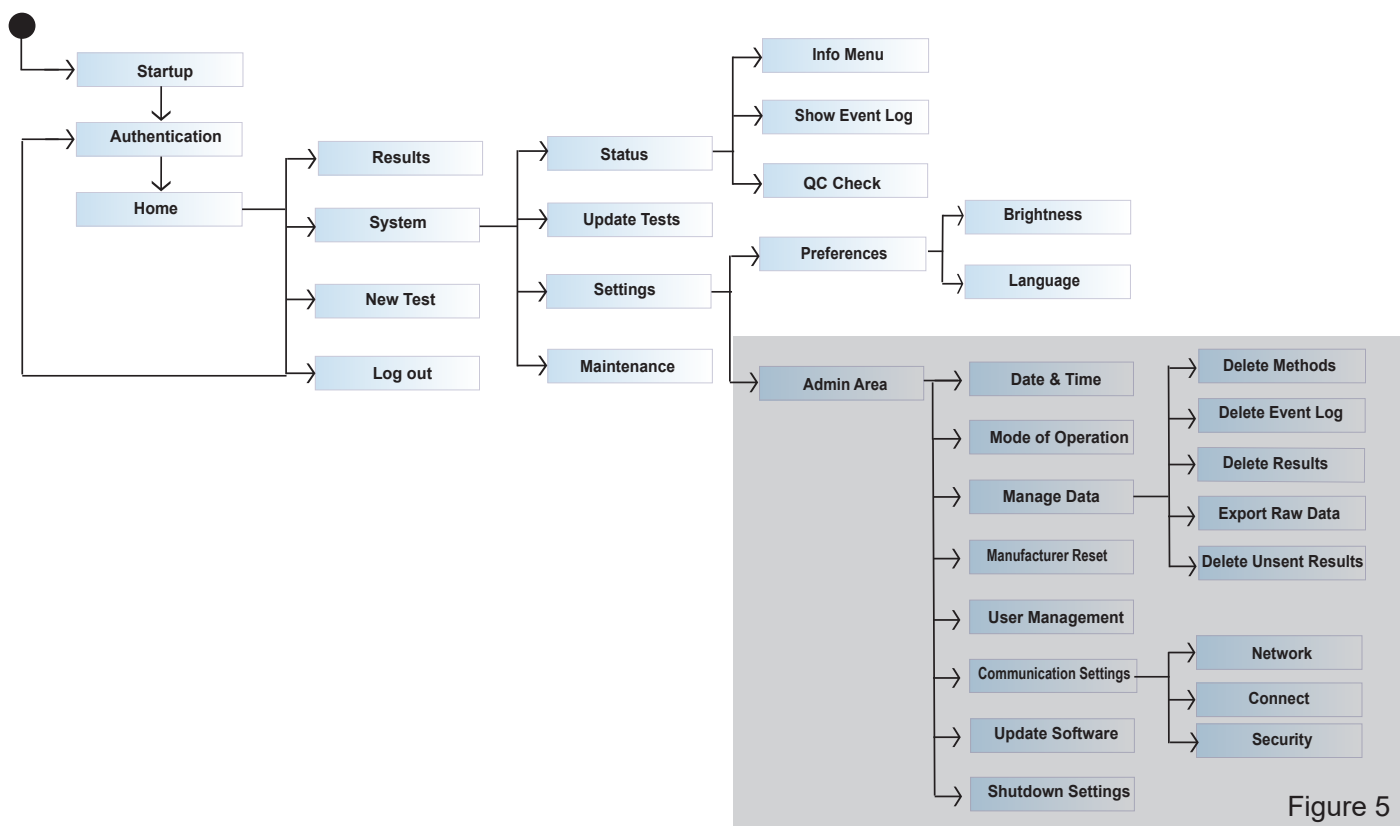 Startup
Authentication
Home
Results
System
New Test
Log out
Status
Update Tests
Settings
Maintenance
Info Menu
Show Event Log
QC Check
Preferences
Brightness
Language
Admin Area
Date & Time
Mode of Operation
Manage Data
Manufacturer Reset
User Management
Communication Settings
Update Software
Shutdown Settings
Delete Methods
Delete Event Log
Delete Results
Export Raw Data
Delete Unsent Results
Network
Connect
Security
Figure 5